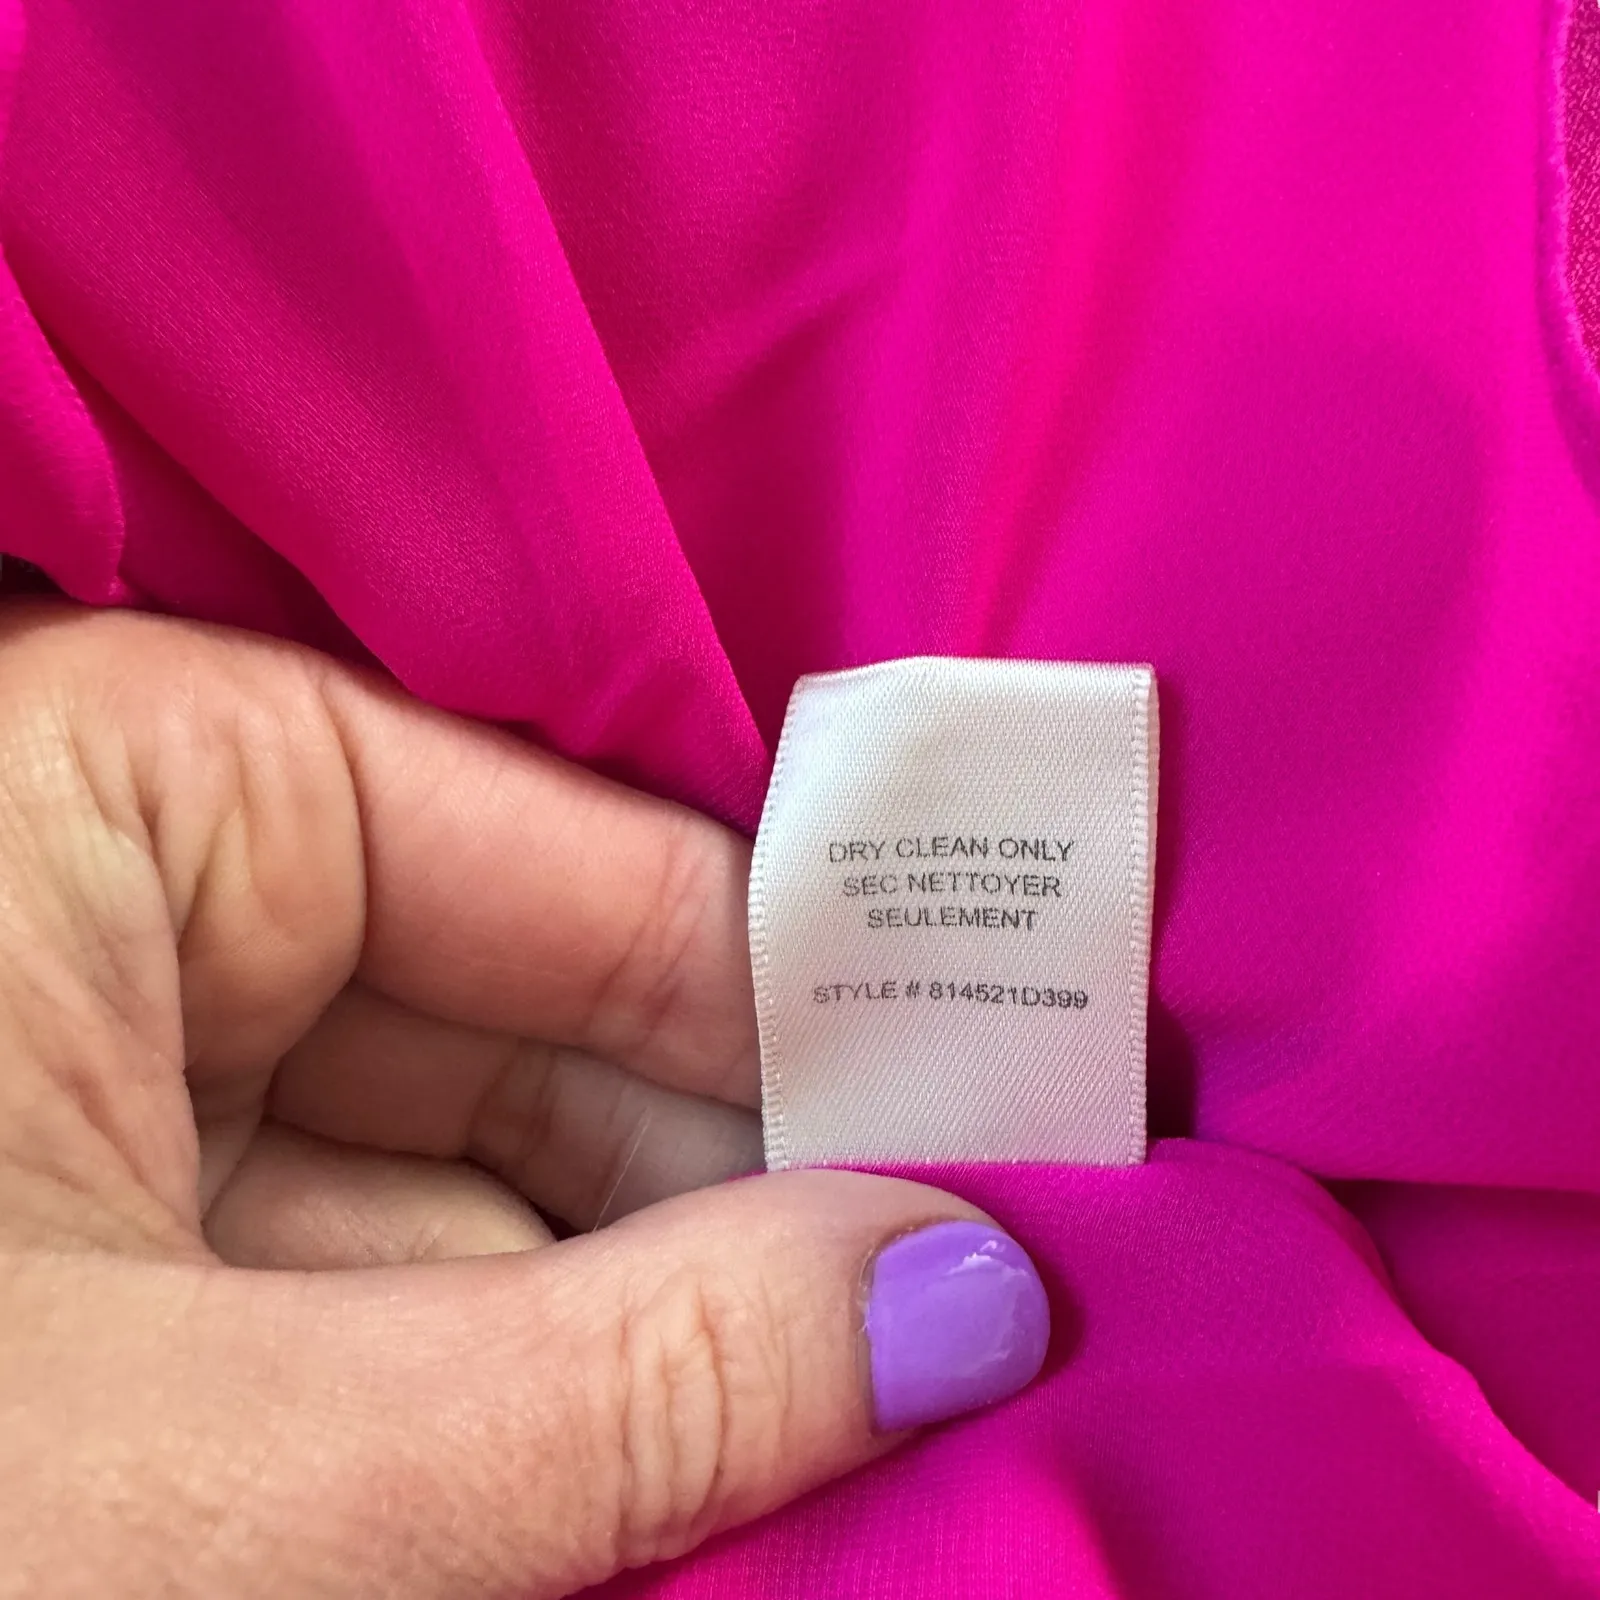 DRY CLEAN ONLY
SEC NETTOYER
SEULEMENT
STYLE # 814521D399